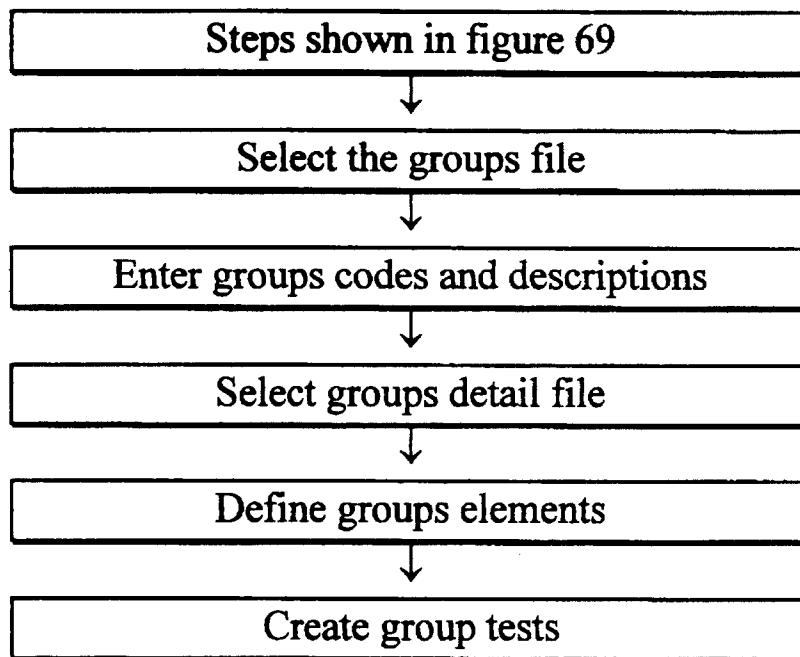 Steps shown in figure 69
Select the groups file
Enter groups codes and descriptions
Select groups detail file
Define groups elements
Create group tests